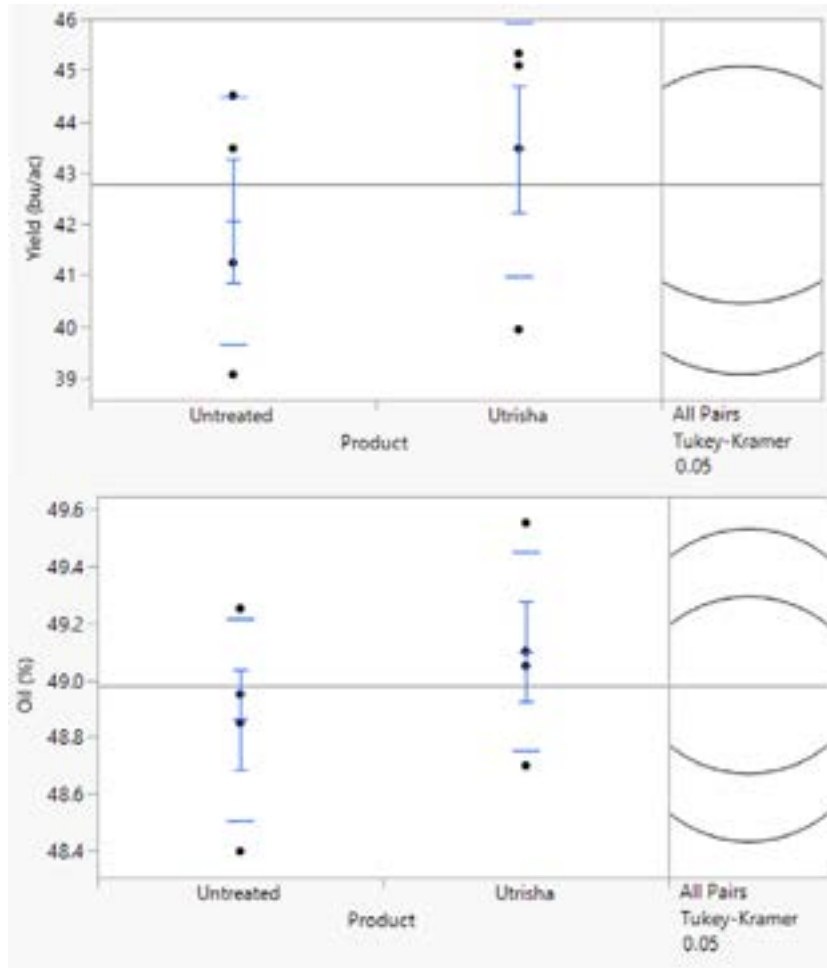 46
45
44
43
42
41
40
39
Yield (bu/ac)
Untreated
Utrisha
Product
All Pairs
Tukey-Kramer
0.05
49.6
49.4
49.2
49.0
48.8
48.6
48.4
Oil (%)
Untreated
Utrisha
Product
All Pairs
Tukey-Kramer
0.05